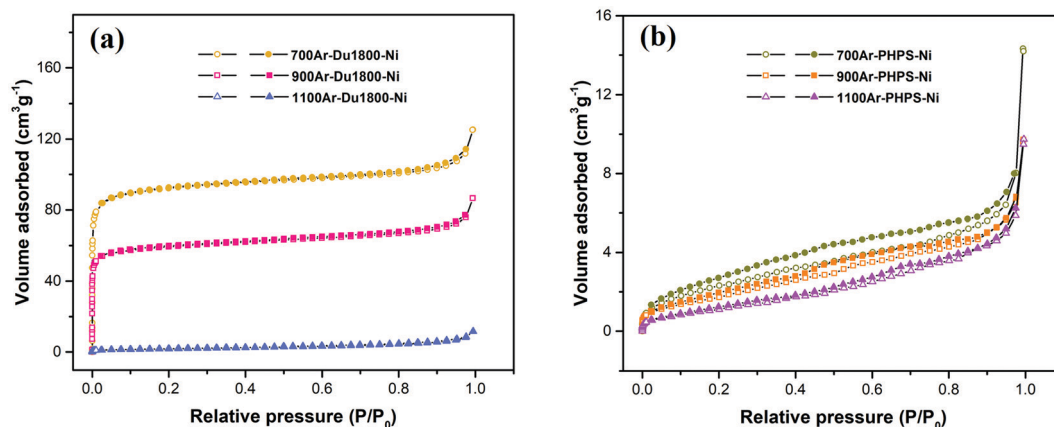 (a)
700Ar-Du1800-Ni
900Ar-Du1800-Ni
1100Ar-Du1800-Ni
Volume adsorbed (cm³g⁻¹)
160
120
80
40
0
0.0 0.2 0.4 0.6 0.8 1.0
Relative pressure (P/P₀)
(b)
700Ar-PHPS-Ni
900Ar-PHPS-Ni
1100Ar-PHPS-Ni
Volume adsorbed (cm³g⁻¹)
16
12
8
4
0
0.0 0.2 0.4 0.6 0.8 1.0
Relative pressure (P/P₀)